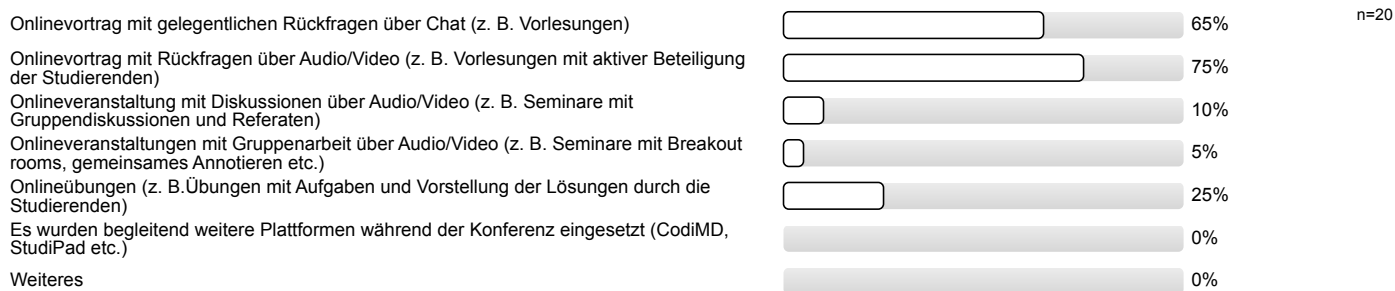 Onlinevortrag mit gelegentlichen Rückfragen über Chat (z. B. Vorlesungen) 65% n=20
Onlinevortrag mit Rückfragen über Audio/Video (z. B. Vorlesungen mit aktiver Beteiligung
der Studierenden) 75%
Onlineveranstaltung mit Diskussionen über Audio/Video (z. B. Seminare mit
Gruppendiskussionen und Referaten) 10%
Onlineveranstaltungen mit Gruppenarbeit über Audio/Video (z. B. Seminare mit Breakout
rooms, gemeinsames Annotieren etc.) 5%
Onlineübungen (z. B.Übungen mit Aufgaben und Vorstellung der Lösungen durch die
Studierenden) 25%
Es wurden begleitend weitere Plattformen während der Konferenz eingesetzt (CodiMD,
StudiPad etc.) 0%
Weiteres 0%